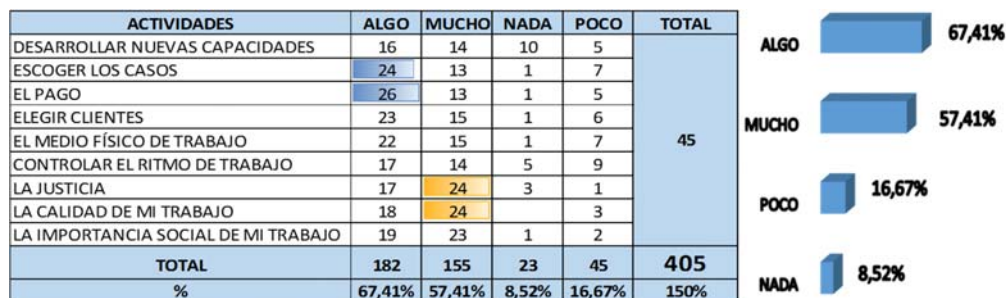 ACTIVIDADES ALGO MUCHO NADA POCO TOTAL
DESARROLLAR NUEVAS CAPACIDADES 16 14 10 5
ESCOGER LOS CASOS 24 13 1 7
EL PAGO 26 13 1 5
ELEGIR CLIENTES 23 15 1 6
EL MEDIO FÍSICO DE TRABAJO 22 15 1 7
45
CONTROLAR EL RITMO DE TRABAJO 17 14 5 9
LA JUSTICIA 17 24 3 1
LA CALIDAD DE MI TRABAJO 18 24 3
LA IMPORTANCIA SOCIAL DE MI TRABAJO 19 23 1 2
TOTAL 182 155 23 45 405
% 67,41% 57,41% 8,52% 16,67% 150%
ALGO 67,41%
MUCHO 57,41%
POCO 16,67%
NADA 8,52%